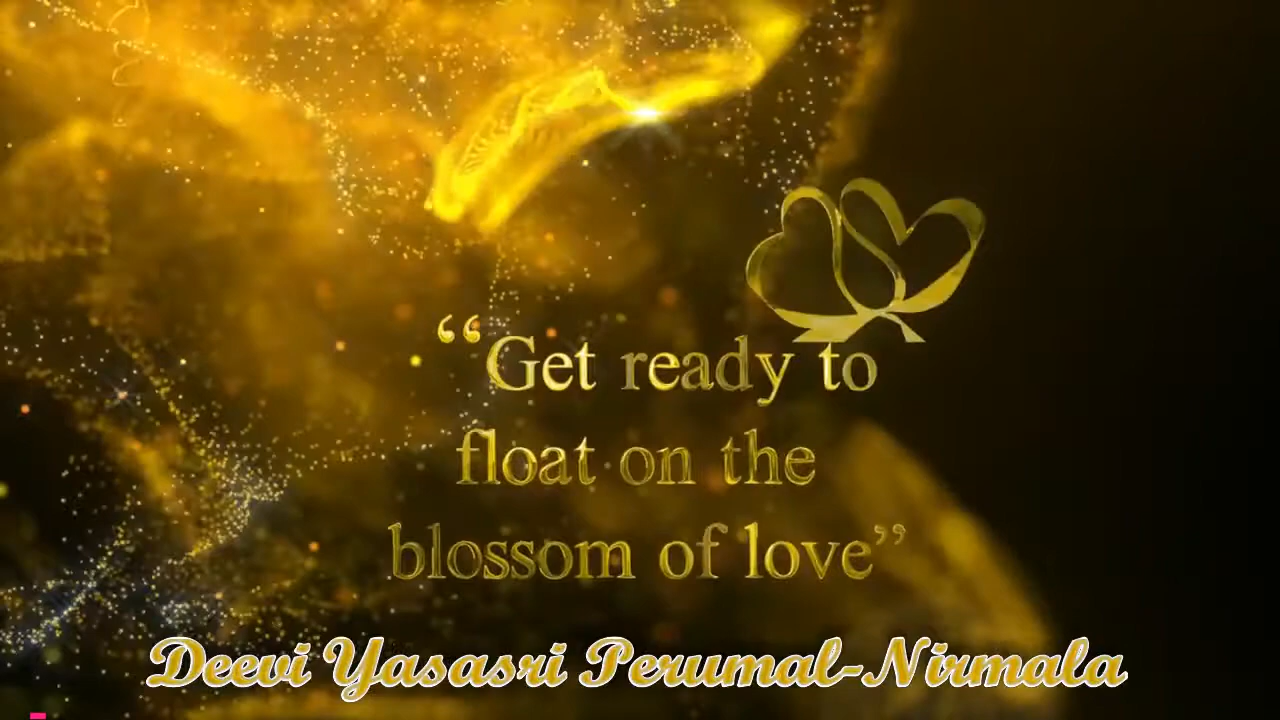 “Get ready to
float on the
blossom of love”
Deevi Yasasri Perumal-Nirmala